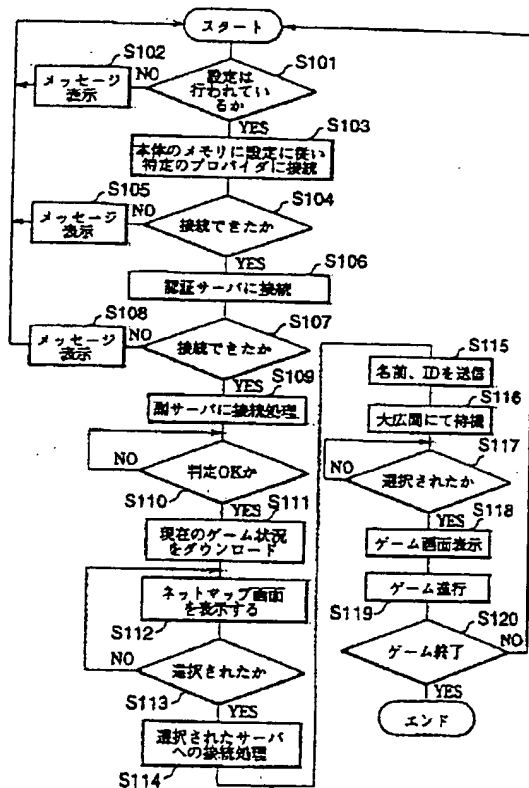 スタート
S101
設定は
行われてい
るか
NO
S102
メッセージ
表示
YES
S103
本体のメモリに設定に従い
特定のプロバイダに接続
S104
接続できたか
NO
S105
メッセージ
表示
YES
S106
認証サーバに接続
S107
接続できたか
NO
S108
メッセージ
表示
YES
S109
副サーバに接続処理
判定OKか
NO
S110
YES
S111
現在のゲーム状況
をダウンロード
ネットマップ画面
を表示する
S112
選択されたか
NO
S113
YES
選択されたサーバ
への接続処理
S114
S115
名前、IDを送信
S116
大広間にて待機
S117
選択されたか
NO
YES
S118
ゲーム画面表示
ゲーム進行
S119
S120
ゲーム終了
NO
YES
エンド